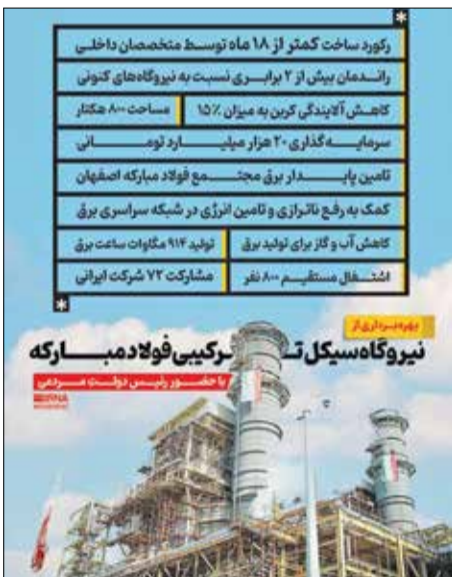 رکورد ساخت کمتر از ۱۸ ماه توسط متخصصان داخلی
راندمان بیش از ۲ برابری نسبت به نیروگاه‌های کنونی
کاهش آلایندگی کربن به میزان ۱۵٪ مساحت ۸۰۰ هکتار
سرمایه گذاری ۲۰ هزار میلیارد تومانی
تامین پایدار برق مجتمع فولاد مبارکه اصفهان
کمک به رفع ناترازی و تامین انرژی در شبکه سراسری برق
کاهش آب و گاز برای تولید برق تولید ۹۱۴ مگاوات ساعت برق
اشتغال مستقیم ۸۰۰ نفر مشارکت ۷۲ شرکت ایرانی
بهره‌برداری از
نیروگاه سیکل ترکیبی فولاد مبارکه
با حضور رئیس دولت مردمی
IRNA